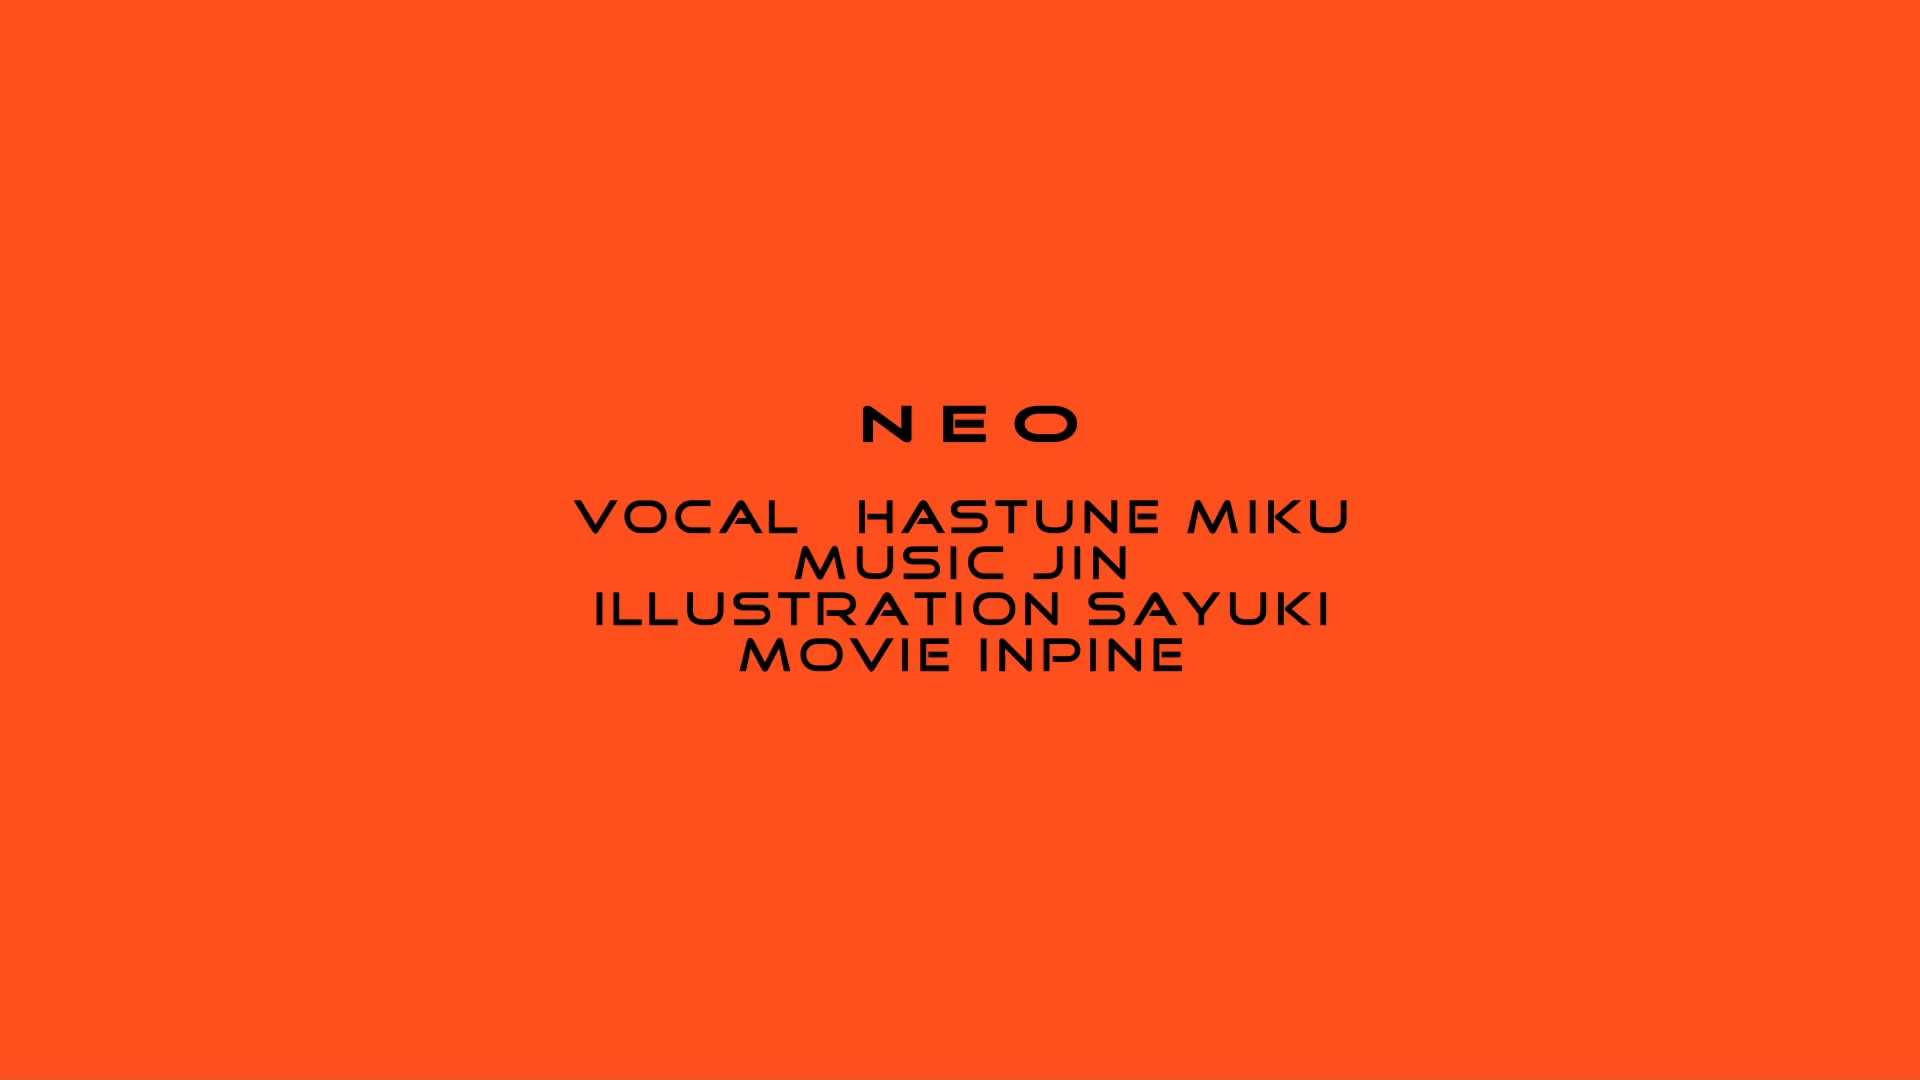 NEO
VOCAL HASTUNE MIKU
MUSIC JIN
ILLUSTRATION SAYUKI
MOVIE INPINE